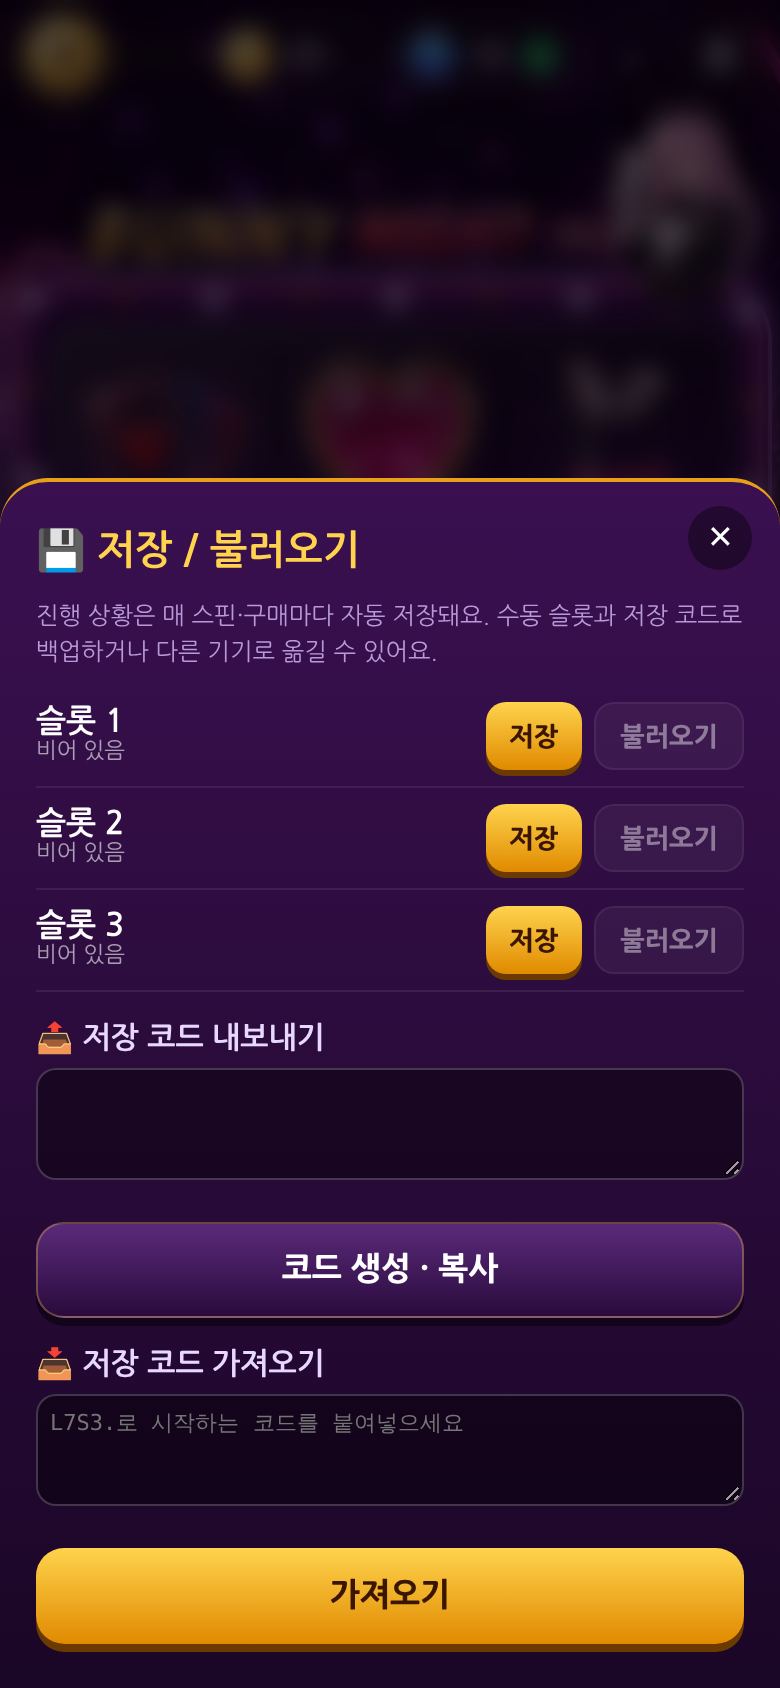 💾 저장 / 불러오기
✕
진행 상황은 매 스핀·구매마다 자동 저장돼요. 수동 슬롯과 저장 코드로
백업하거나 다른 기기로 옮길 수 있어요.
슬롯 1
비어 있음
저장
불러오기
슬롯 2
비어 있음
저장
불러오기
슬롯 3
비어 있음
저장
불러오기
📤 저장 코드 내보내기
코드 생성 · 복사
📥 저장 코드 가져오기
L7S3.로 시작하는 코드를 붙여넣으세요
가져오기